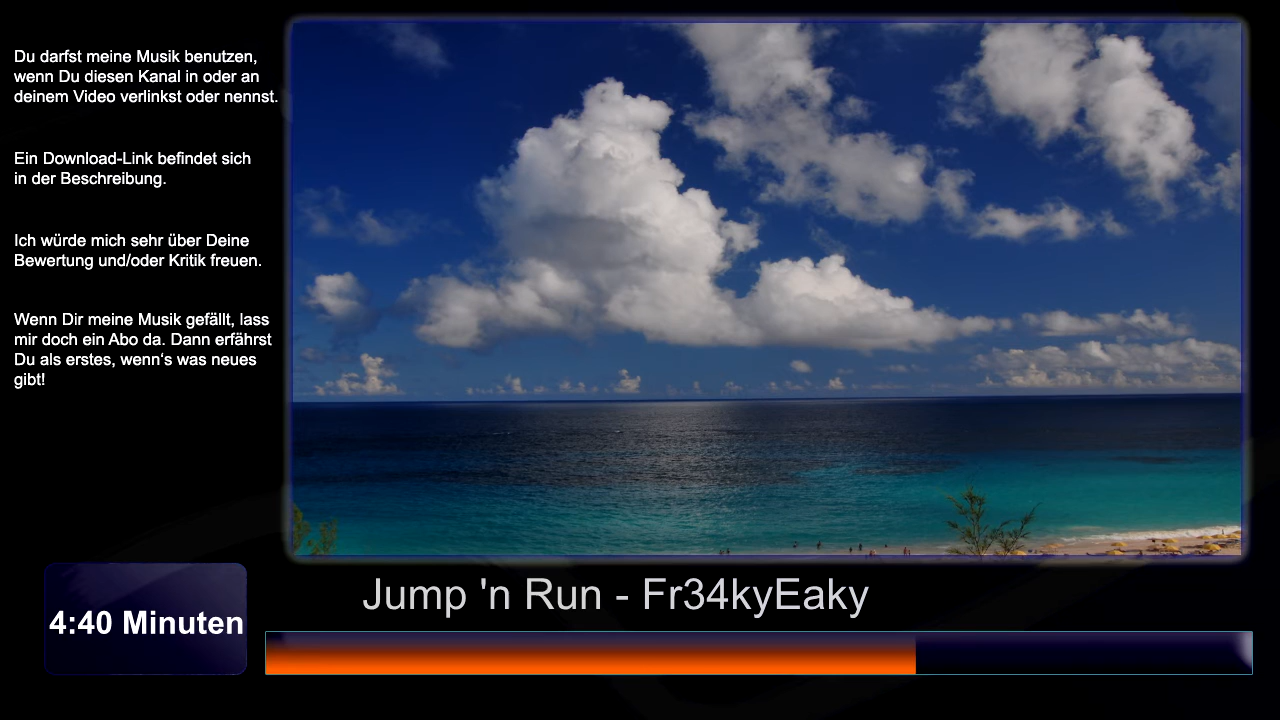 Du darfst meine Musik benutzen,
wenn Du diesen Kanal in oder an
deinem Video verlinkst oder nennst.
Ein Download-Link befindet sich
in der Beschreibung.
Ich würde mich sehr über Deine
Bewertung und/oder Kritik freuen.
Wenn Dir meine Musik gefällt, lass
mir doch ein Abo da. Dann erfährst
Du als erstes, wenn‘s was neues
gibt!
4:40 Minuten
Jump 'n Run - Fr34kyEaky